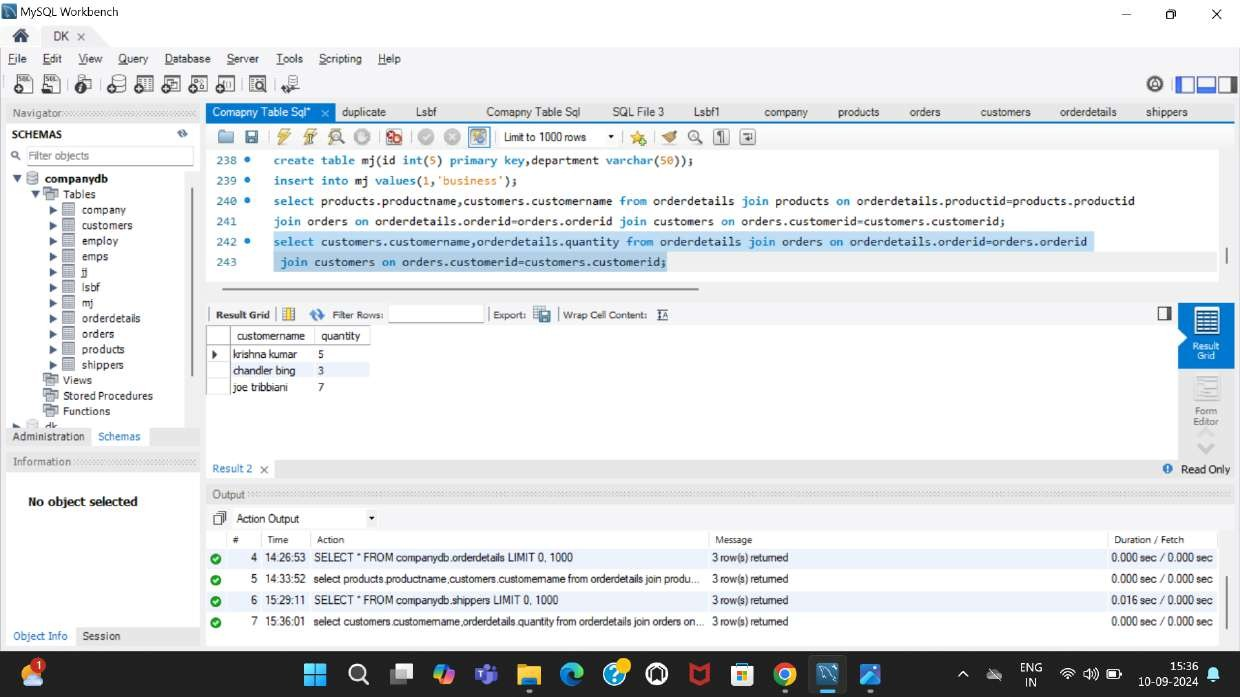 MySQL Workbench
DK
File Edit View Query Database Server Tools Scripting Help
Navigator
SCHEMAS
Filter objects
companydb
Tables
company
customers
employ
emps
jj
lsbf
mj
orderdetails
orders
products
shippers
Views
Stored Procedures
Functions
dk
Administration Schemas
Information
No object selected
Object Info Session
Comapny Table Sql* duplicate Lsbf Comapny Table Sql SQL File 3 Lsbf1 company products orders customers orderdetails shippers
Limit to 1000 rows
238 create table mj(id int(5) primary key,department varchar(50));
239 insert into mj values(1,'business');
240 select products.productname,customers.customername from orderdetails join products on orderdetails.productid=products.productid
241 join orders on orderdetails.orderid=orders.orderid join customers on orders.customerid=customers.customerid;
242 select customers.customername,orderdetails.quantity from orderdetails join orders on orderdetails.orderid=orders.orderid
243 join customers on orders.customerid=customers.customerid;
Result Grid Filter Rows: Export: Wrap Cell Content:
customername quantity
krishna kumar 5
chandler bing 3
joe tribbiani 7
Result Grid
Form Editor
Result 2
Read Only
Output
Action Output
# Time Action Message Duration / Fetch
4 14:26:53 SELECT * FROM companydb.orderdetails LIMIT 0, 1000 3 row(s) returned 0.000 sec / 0.000 sec
5 14:33:52 select products.productname,customers.customername from orderdetails join produ... 3 row(s) returned 0.000 sec / 0.000 sec
6 15:29:11 SELECT * FROM companydb.shippers LIMIT 0, 1000 3 row(s) returned 0.016 sec / 0.000 sec
7 15:36:01 select customers.customername,orderdetails.quantity from orderdetails join orders on... 3 row(s) returned 0.000 sec / 0.000 sec
1
ENG
IN
15:36
10-09-2024